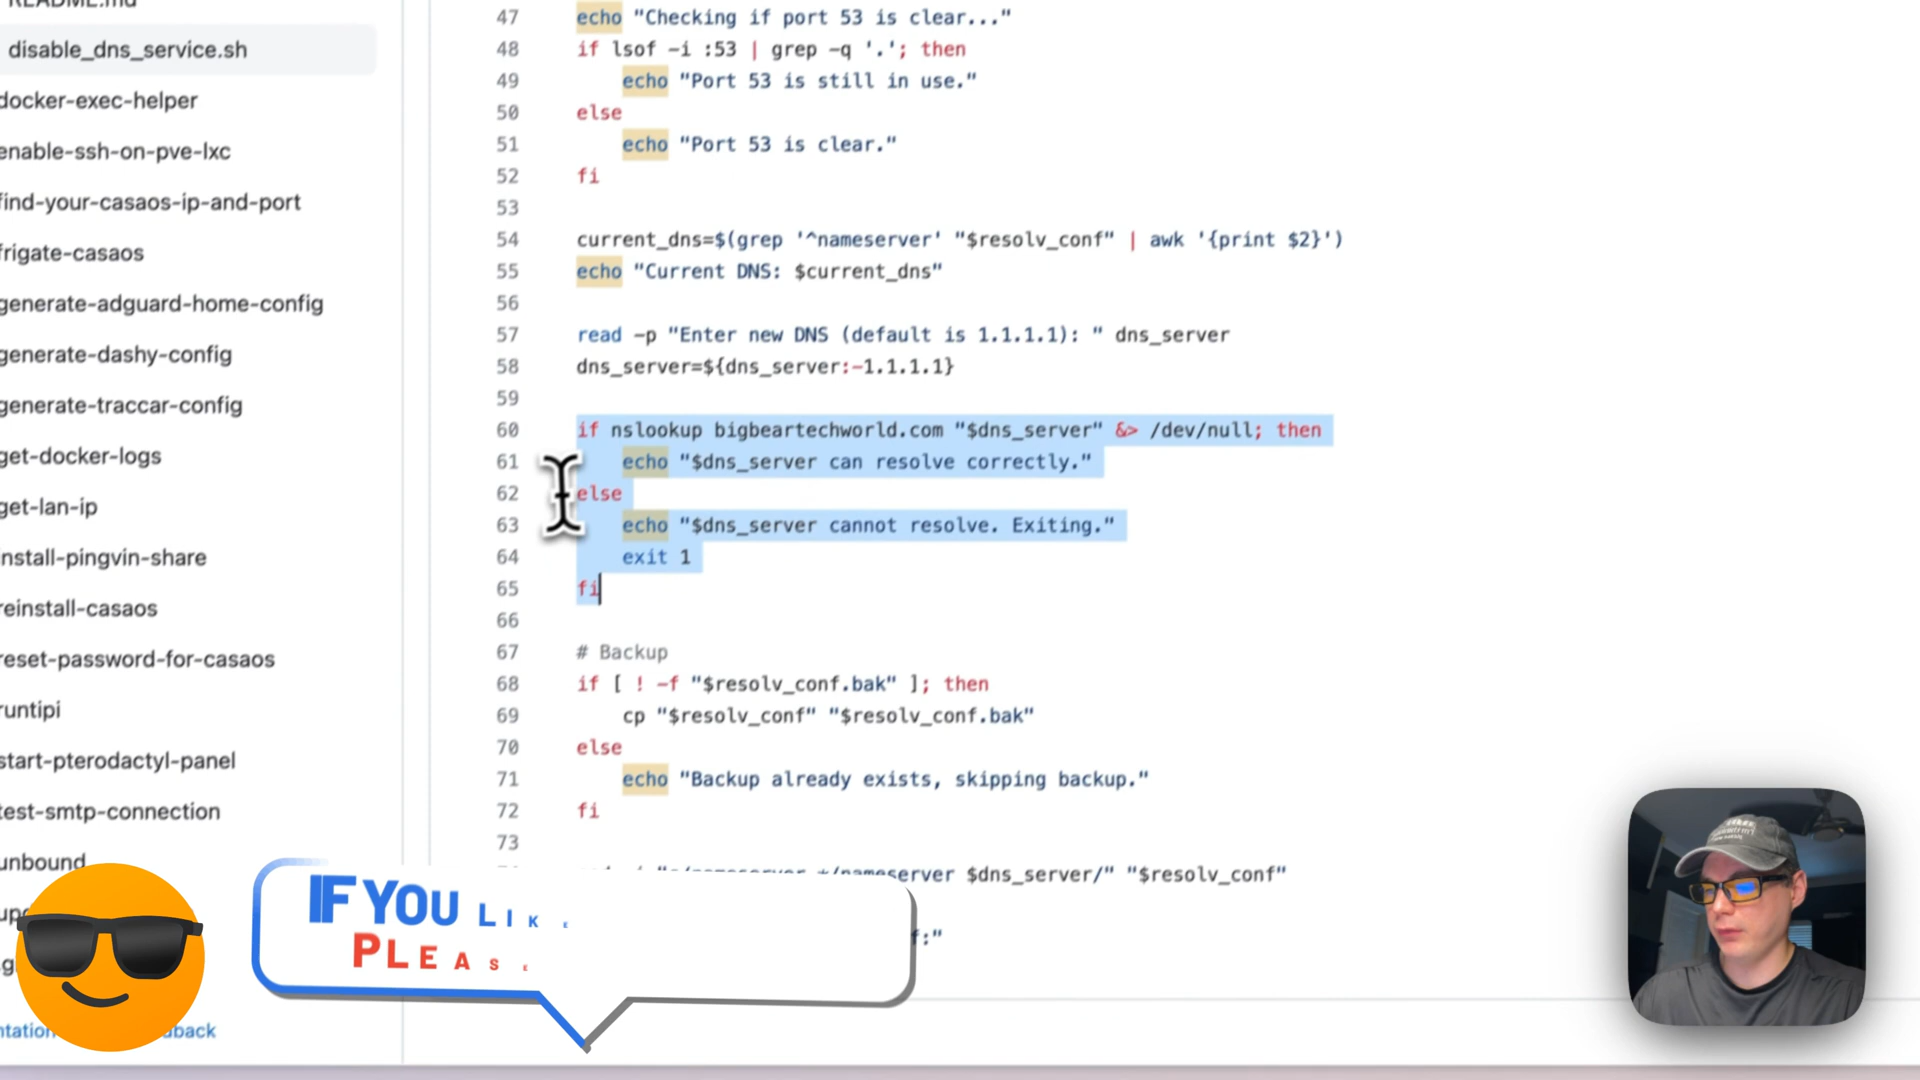 README.md
disable_dns_service.sh
docker-exec-helper
enable-ssh-on-pve-lxc
find-your-casaos-ip-and-port
frigate-casaos
generate-adguard-home-config
generate-dashy-config
generate-traccar-config
get-docker-logs
get-lan-ip
install-pingvin-share
reinstall-casaos
reset-password-for-casaos
runtipi
start-pterodactyl-panel
test-smtp-connection
unbound
47 echo "Checking if port 53 is clear..."
48 if lsof -i :53 | grep -q '.'; then
49 echo "Port 53 is still in use."
50 else
51 echo "Port 53 is clear."
52 fi
53
54 current_dns=$(grep '^nameserver' "$resolv_conf" | awk '{print $2}')
55 echo "Current DNS: $current_dns"
56
57 read -p "Enter new DNS (default is 1.1.1.1): " dns_server
58 dns_server=${dns_server:-1.1.1.1}
59
60 if nslookup bigbeartechworld.com "$dns_server" &> /dev/null; then
61 echo "$dns_server can resolve correctly."
62 else
63 echo "$dns_server cannot resolve. Exiting."
64 exit 1
65 fi
66
67 # Backup
68 if [ ! -f "$resolv_conf.bak" ]; then
69 cp "$resolv_conf" "$resolv_conf.bak"
70 else
71 echo "Backup already exists, skipping backup."
72 fi
73
nameserver $dns_server/" "$resolv_conf"
f:"
IF YOU LIKE
PLEAS